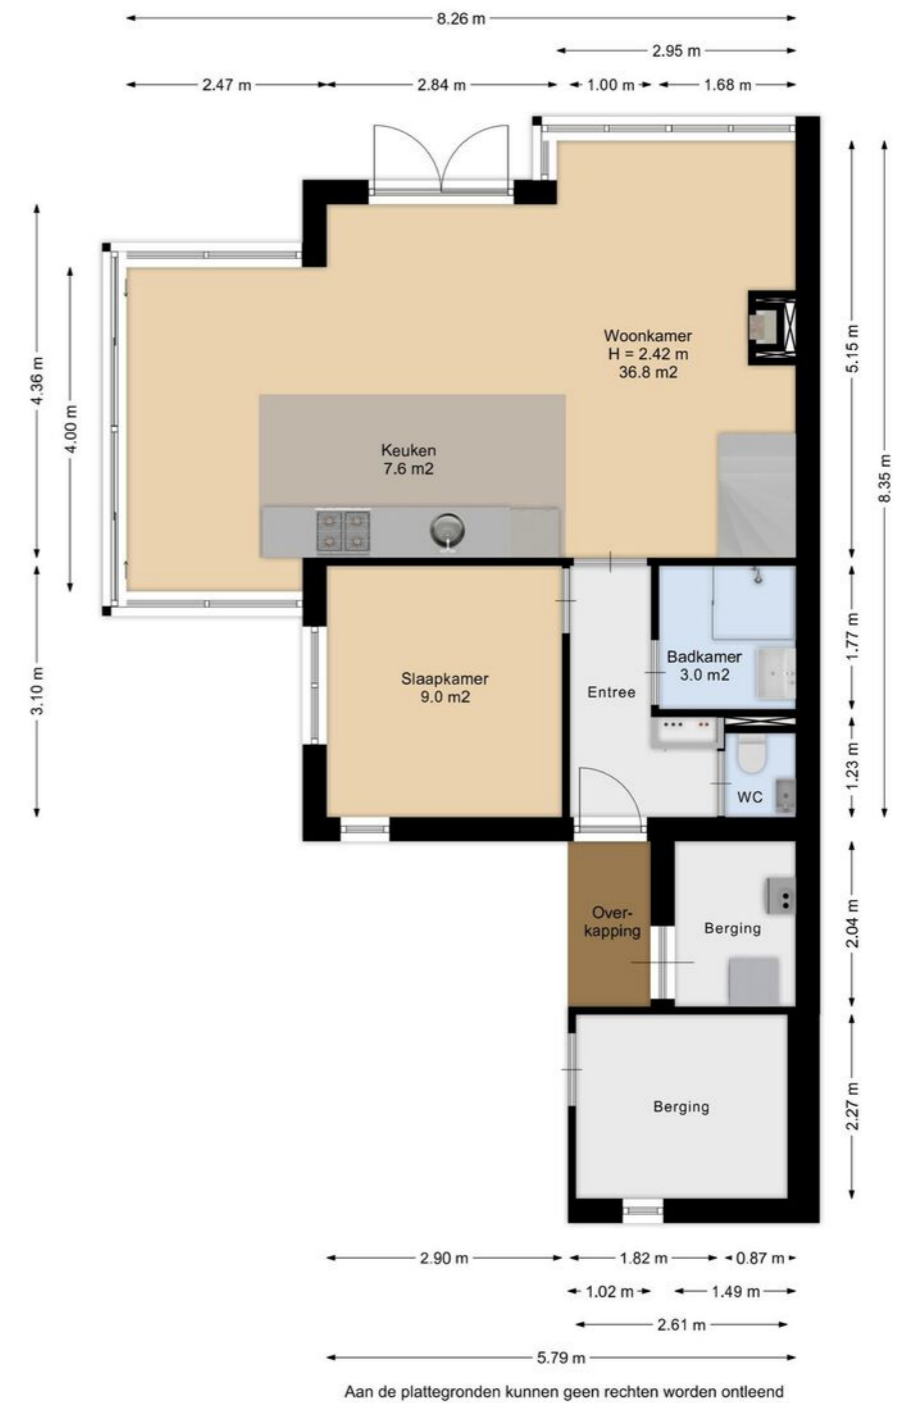 8.26 m
2.95 m
2.47 m
2.84 m
1.00 m
1.68 m
Woonkamer
H = 2.42 m
36.8 m2
5.15 m
4.36 m
4.00 m
8.35 m
Keuken
7.6 m2
Slaapkamer
9.0 m2
Entree
Badkamer
3.0 m2
1.77 m
3.10 m
1.23 m
WC
Over-
kapping
Berging
2.04 m
Berging
2.27 m
2.90 m
1.82 m
0.87 m
1.02 m
1.49 m
2.61 m
5.79 m
Aan de plattegronden kunnen geen rechten worden ontleend